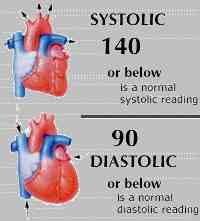 SYSTOLIC
140
or below
is a normal
systolic reading
90
DIASTOLIC
or below
is a normal
diastolic reading